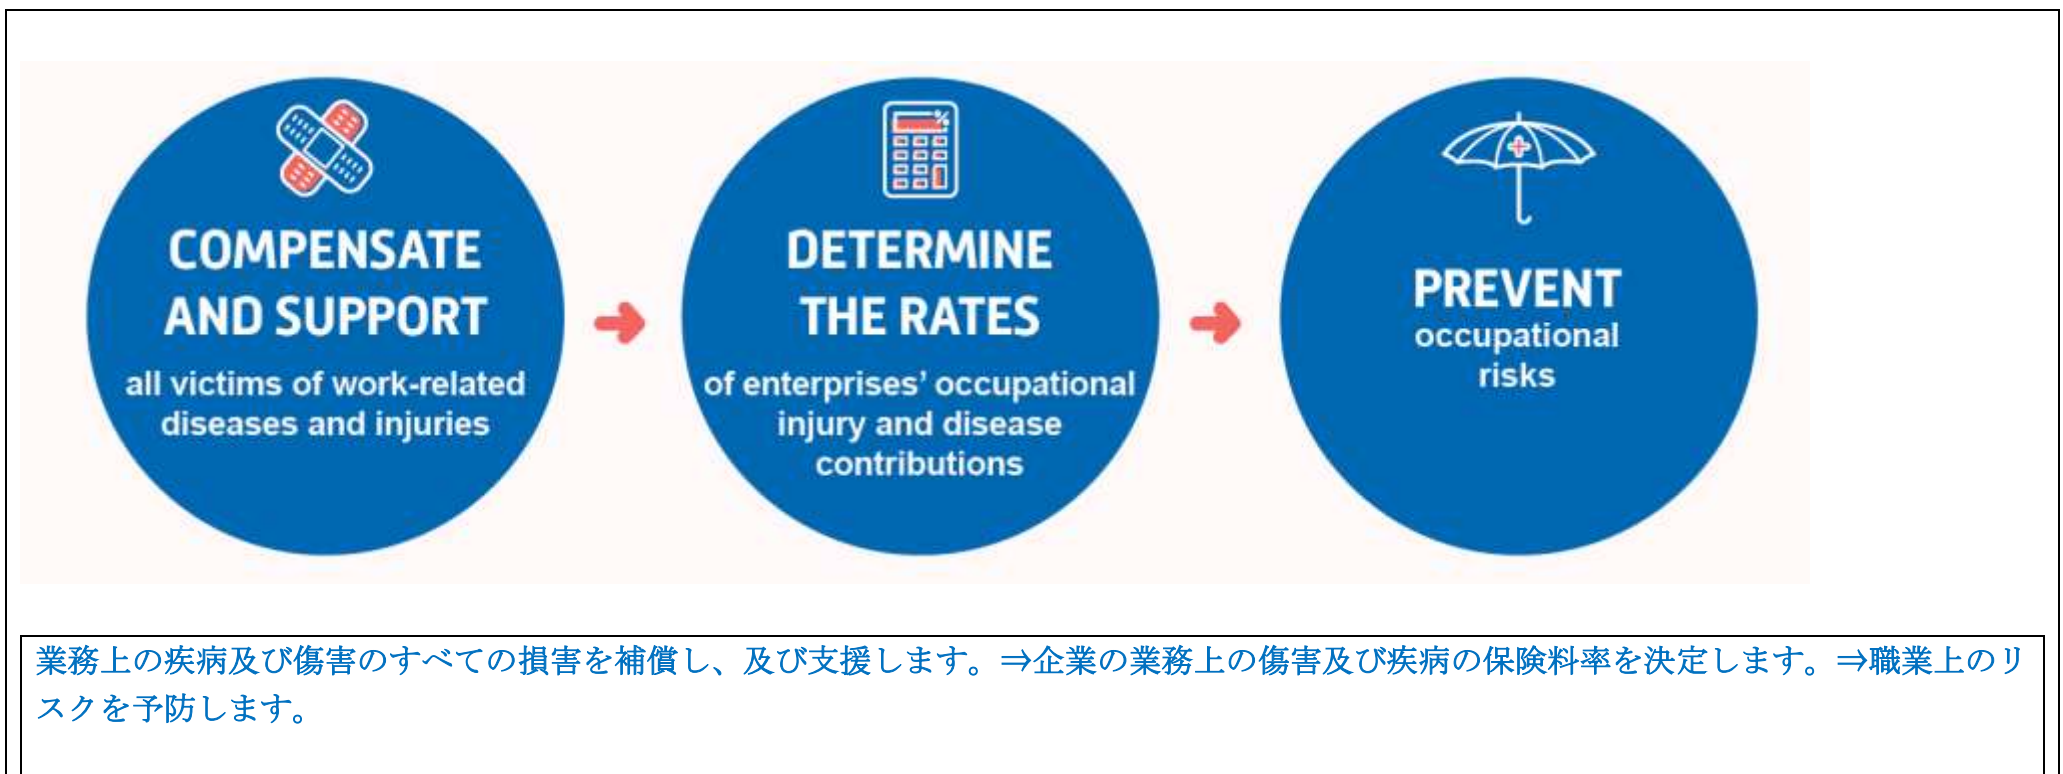 COMPENSATE
AND SUPPORT
all victims of work-related
diseases and injuries
DETERMINE
THE RATES
of enterprises’ occupational
injury and disease
contributions
PREVENT
occupational
risks
業務上の疾病及び傷害のすべての損害を補償し、及び支援します。⇒企業の業務上の傷害及び疾病の保険料率を決定します。⇒職業上のリ
スクを予防します。